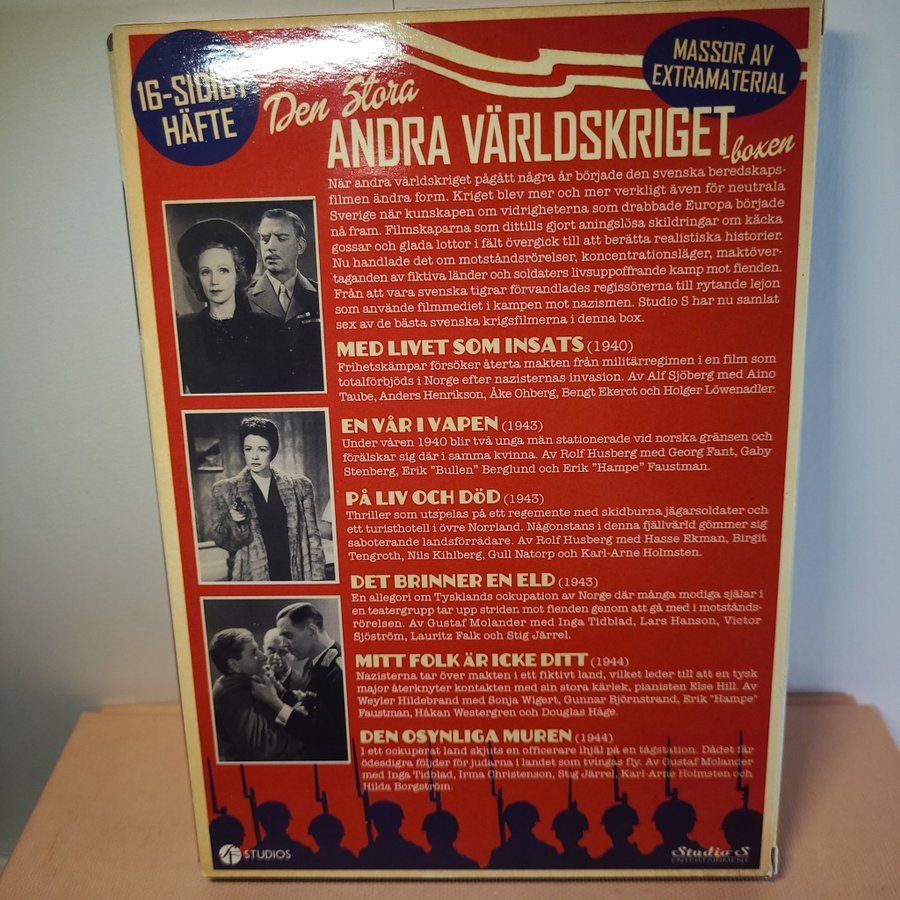 16-SIDIGT
HÄFTE
MASSOR AV
EXTRAMATERIAL
Den Stora
ANDRA VÄRLDSKRIGET
-boxen
När andra världskriget pågått några år började den svenska beredskaps-
filmen ändra form. Kriget blev mer och mer verkligt även för neutrala
Sverige när kunskapen om vidrigheterna som drabbade Europa började
nå fram. Filmskaparna som dittills gjort aningslösa skildringar om käcka
gossar och glada lottor i fält övergick till att berätta realistiska historier.
Nu handlade det om motståndsrörelser, koncentrationsläger, maktöver-
taganden av fiktiva länder och soldaters livsuppoffrande kamp mot fienden.
Från att vara svenska tigrar förvandlades regissörerna till rytande lejon
som använde filmmediet i kampen mot nazismen. Studio S har nu samlat
sex av de bästa svenska krigsfilmerna i denna box.
MED LIVET SOM INSATS (1940)
Frihetskämpar försöker återta makten från militärregimen i en film som
totalförbjöds i Norge efter nazisternas invasion. Av Alf Sjöberg med Aino
Taube, Anders Henrikson, Åke Ohberg, Bengt Ekerot och Holger Löwenadler.
EN VÅR I VAPEN (1943)
Under våren 1940 blir två unga män stationerade vid norska gränsen och
förälskar sig där i samma kvinna. Av Rolf Husberg med Georg Fant, Gaby
Stenberg, Erik "Bullen" Berglund och Erik "Hampe" Faustman.
PÅ LIV OCH DÖD (1943)
Thriller som utspelas på ett regemente med skidburna jägarsoldater och
ett turisthotell i övre Norrland. Någonstans i denna fjällvärld gömmer sig
saboterande landsförrädare. Av Rolf Husberg med Hasse Ekman, Birgit
Tengroth, Nils Kihlberg, Gull Natorp och Karl-Arne Holmsten.
DET BRINNER EN ELD (1943)
En allegori om Tysklands ockupation av Norge där många modiga själar i
en teatergrupp tar upp striden mot fienden genom att gå med i motstånds-
rörelsen. Av Gustaf Molander med Inga Tidblad, Lars Hanson, Victor
Sjöström, Lauritz Falk och Stig Järrel.
MITT FOLK ÄR ICKE DITT (1944)
Nazisterna tar över makten i ett fiktivt land, vilket leder till att en tysk
major återknyter kontakten med sin stora kärlek, pianisten Else Hill. Av
Weyler Hildebrand med Sonja Wigert, Gunnar Björnstrand, Erik "Hampe"
Faustman, Håkan Westergren och Douglas Håge.
DEN OSYNLIGA MUREN (1944)
I ett ockuperat land skjuts en officerare ihjäl på en tågstation. Dådet får
ödesdigra följder för judarna i landet som tvingas fly. Av Gustaf Molander
med Inga Tidblad, Irma Christenson, Stig Järrel, Karl-Arne Holmsten och
Hilda Borgström.
SF STUDIOS
Studio S
ENTERTAINMENT